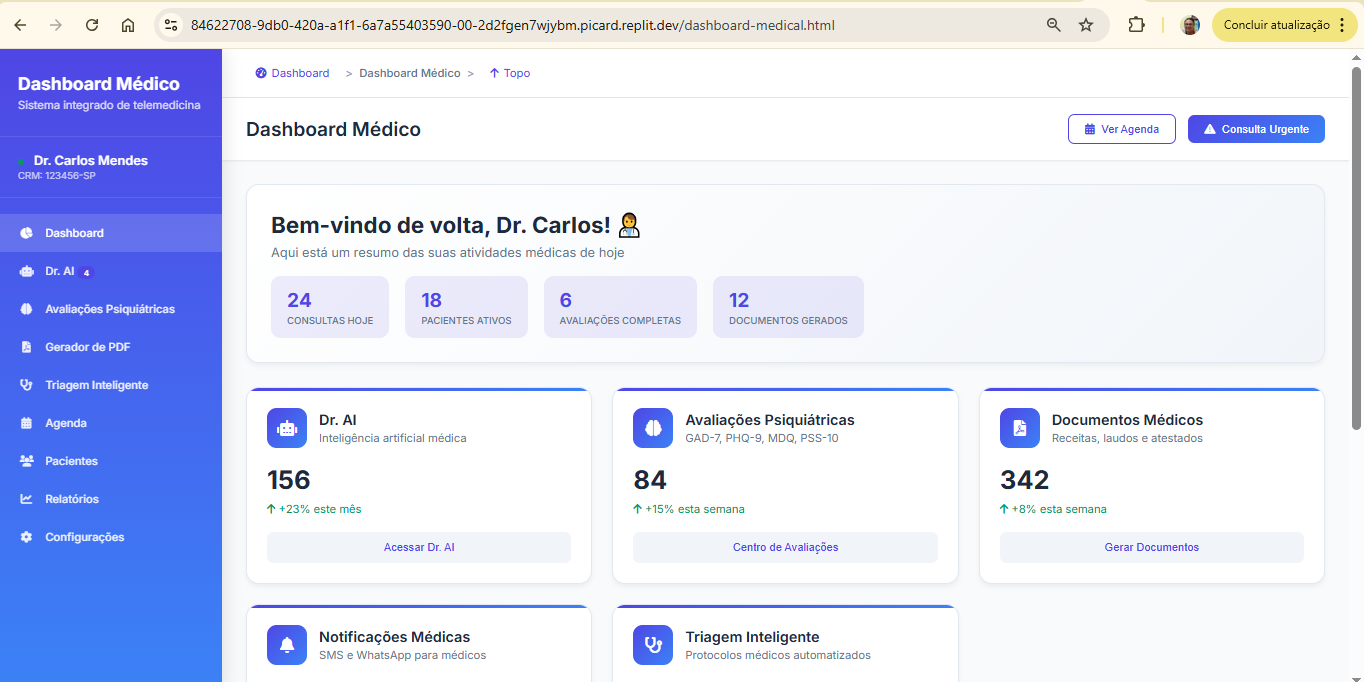 84622708-9db0-420a-a1f1-6a7a55403590-00-2d2fgen7wjybm.picard.replit.dev/dashboard-medical.html
Concluir atualização
Dashboard Médico
Sistema integrado de telemedicina
Dr. Carlos Mendes
CRM: 123456-SP
Dashboard
Dr. AI 4
Avaliações Psiquiátricas
Gerador de PDF
Triagem Inteligente
Agenda
Pacientes
Relatórios
Configurações
Dashboard > Dashboard Médico > Topo
Dashboard Médico
Ver Agenda
Consulta Urgente
Bem-vindo de volta, Dr. Carlos!
Aqui está um resumo das suas atividades médicas de hoje
24
CONSULTAS HOJE
18
PACIENTES ATIVOS
6
AVALIAÇÕES COMPLETAS
12
DOCUMENTOS GERADOS
Dr. AI
Inteligência artificial médica
156
+23% este mês
Acessar Dr. AI
Avaliações Psiquiátricas
GAD-7, PHQ-9, MDQ, PSS-10
84
+15% esta semana
Centro de Avaliações
Documentos Médicos
Receitas, laudos e atestados
342
+8% esta semana
Gerar Documentos
Notificações Médicas
SMS e WhatsApp para médicos
Triagem Inteligente
Protocolos médicos automatizados